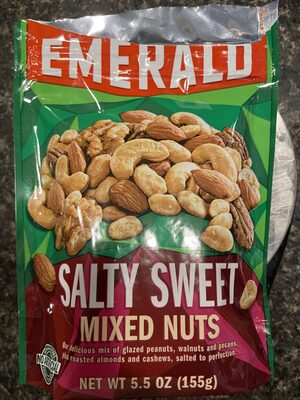 EMERALD
SALTY SWEET
MIXED NUTS
Our delicious mix of glazed peanuts, walnuts and pecans,
plus roasted almonds and cashews, salted to perfection.
NET WT 5.5 OZ (155g)